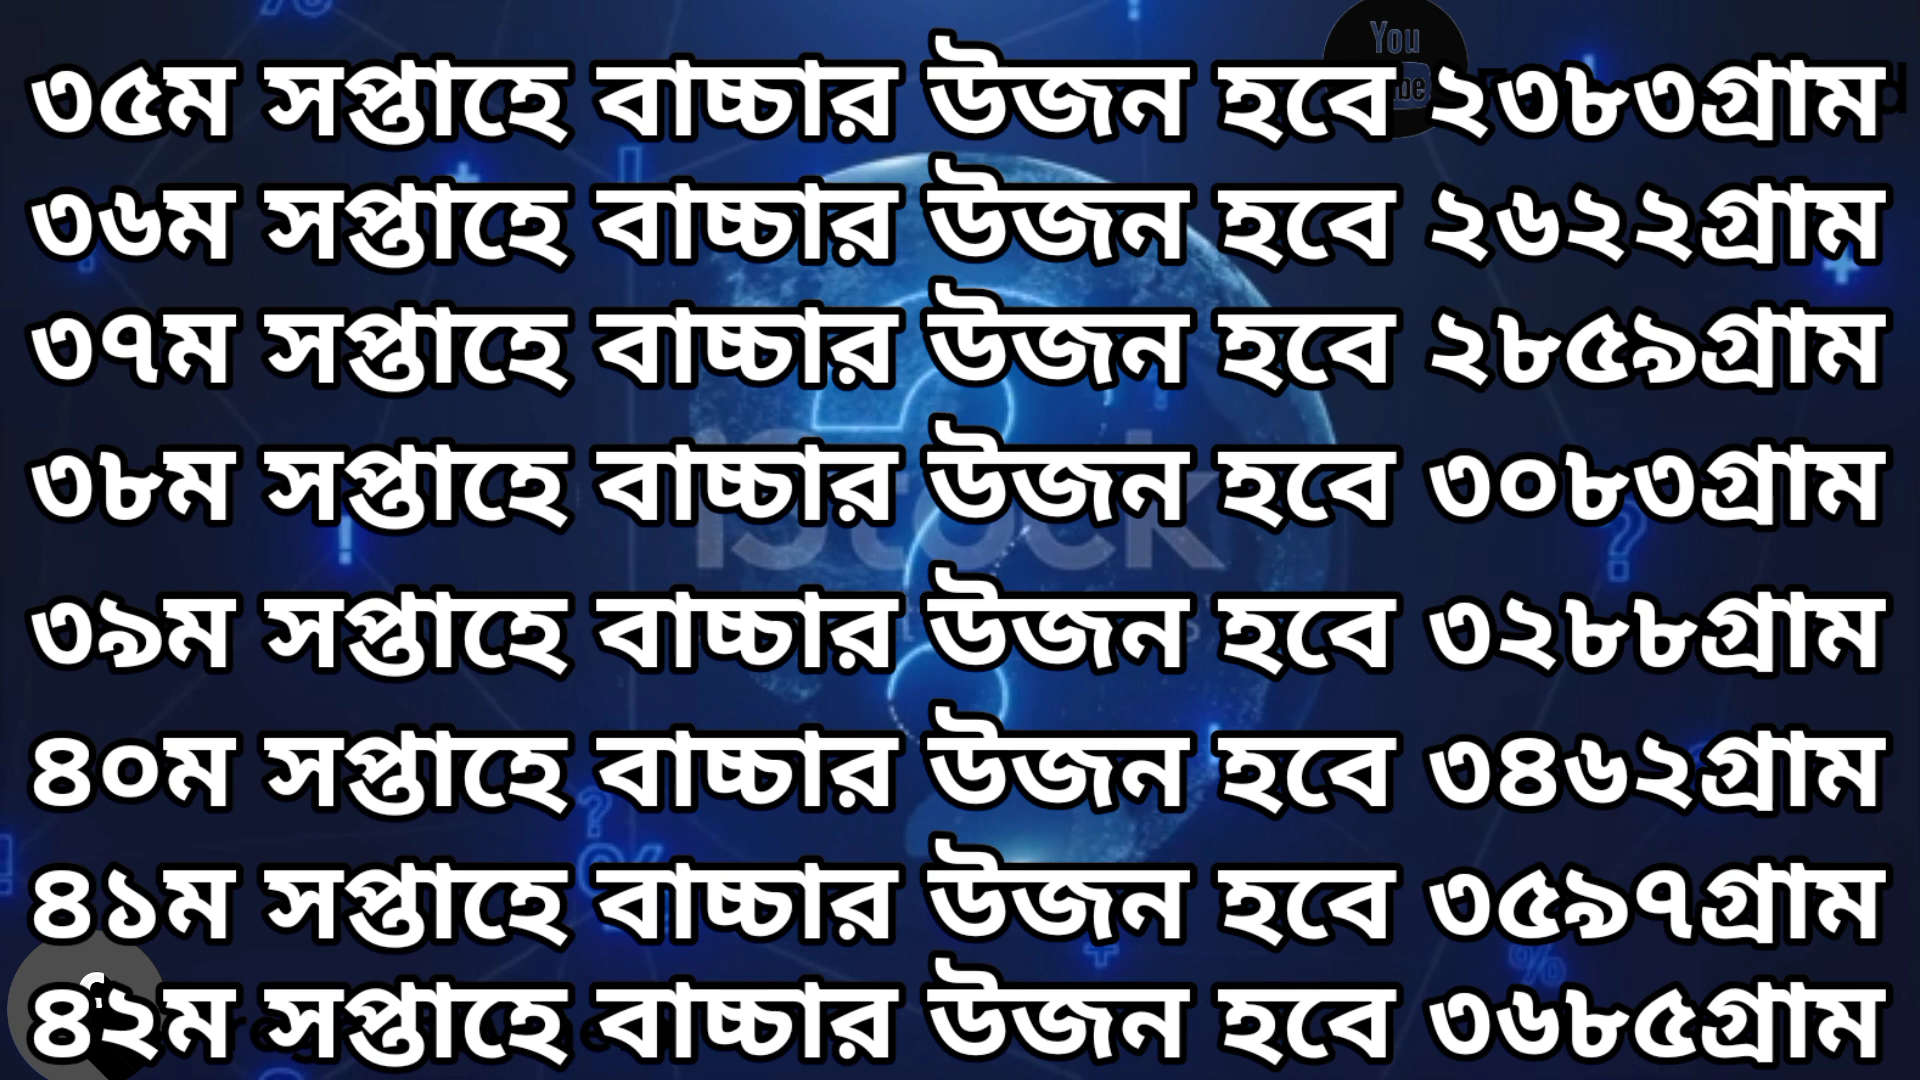 ৩৫ম সপ্তাহে বাচ্চার উজন হবে ২৩৮৩গ্রাম
৩৬ম সপ্তাহে বাচ্চার উজন হবে ২৬২২গ্রাম
৩৭ম সপ্তাহে বাচ্চার উজন হবে ২৮৫৯গ্রাম
৩৮ম সপ্তাহে বাচ্চার উজন হবে ৩০৮৩গ্রাম
৩৯ম সপ্তাহে বাচ্চার উজন হবে ৩২৮৮গ্রাম
৪০ম সপ্তাহে বাচ্চার উজন হবে ৩৪৬২গ্রাম
৪১ম সপ্তাহে বাচ্চার উজন হবে ৩৫৯৭গ্রাম
৪২ম সপ্তাহে বাচ্চার উজন হবে ৩৬৮৫গ্রাম
You
iStock